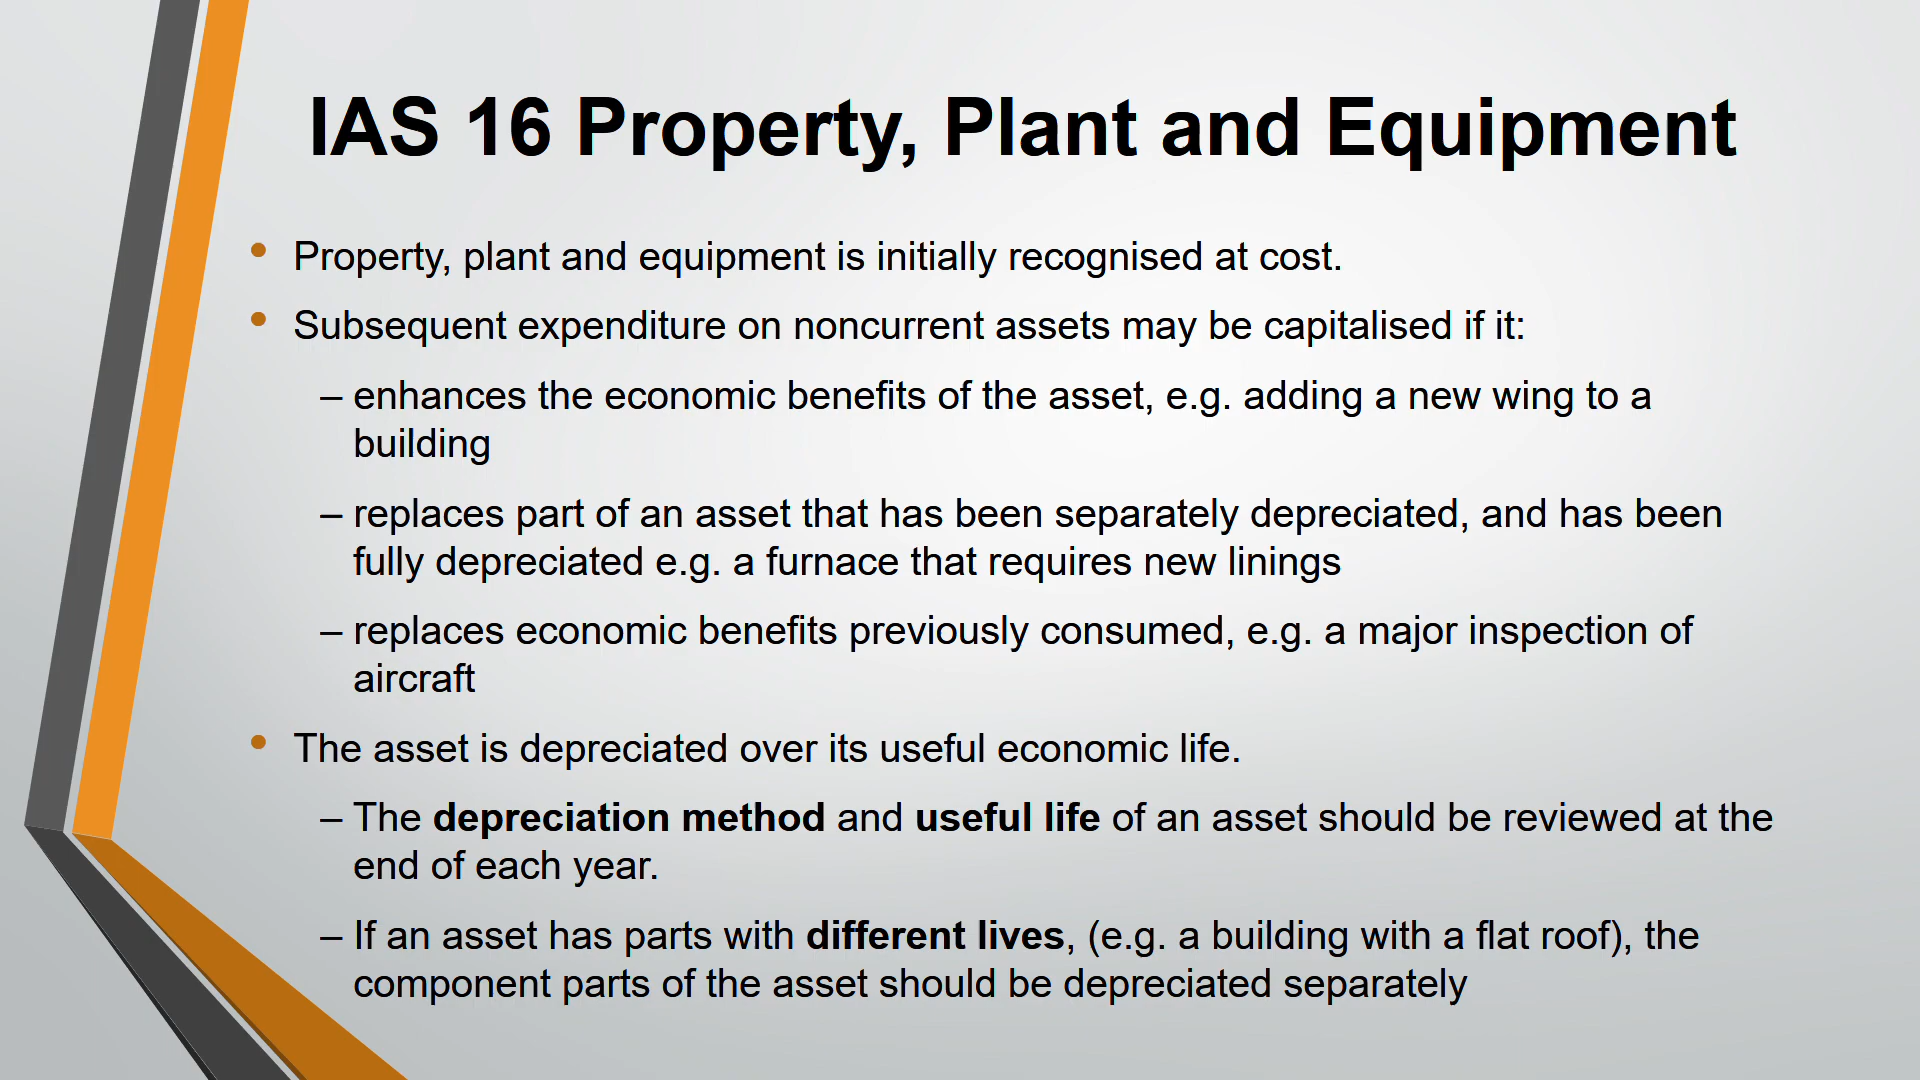 IAS 16 Property, Plant and Equipment
• Property, plant and equipment is initially recognised at cost.
• Subsequent expenditure on noncurrent assets may be capitalised if it:
– enhances the economic benefits of the asset, e.g. adding a new wing to a
building
– replaces part of an asset that has been separately depreciated, and has been
fully depreciated e.g. a furnace that requires new linings
– replaces economic benefits previously consumed, e.g. a major inspection of
aircraft
• The asset is depreciated over its useful economic life.
– The depreciation method and useful life of an asset should be reviewed at the
end of each year.
– If an asset has parts with different lives, (e.g. a building with a flat roof), the
component parts of the asset should be depreciated separately